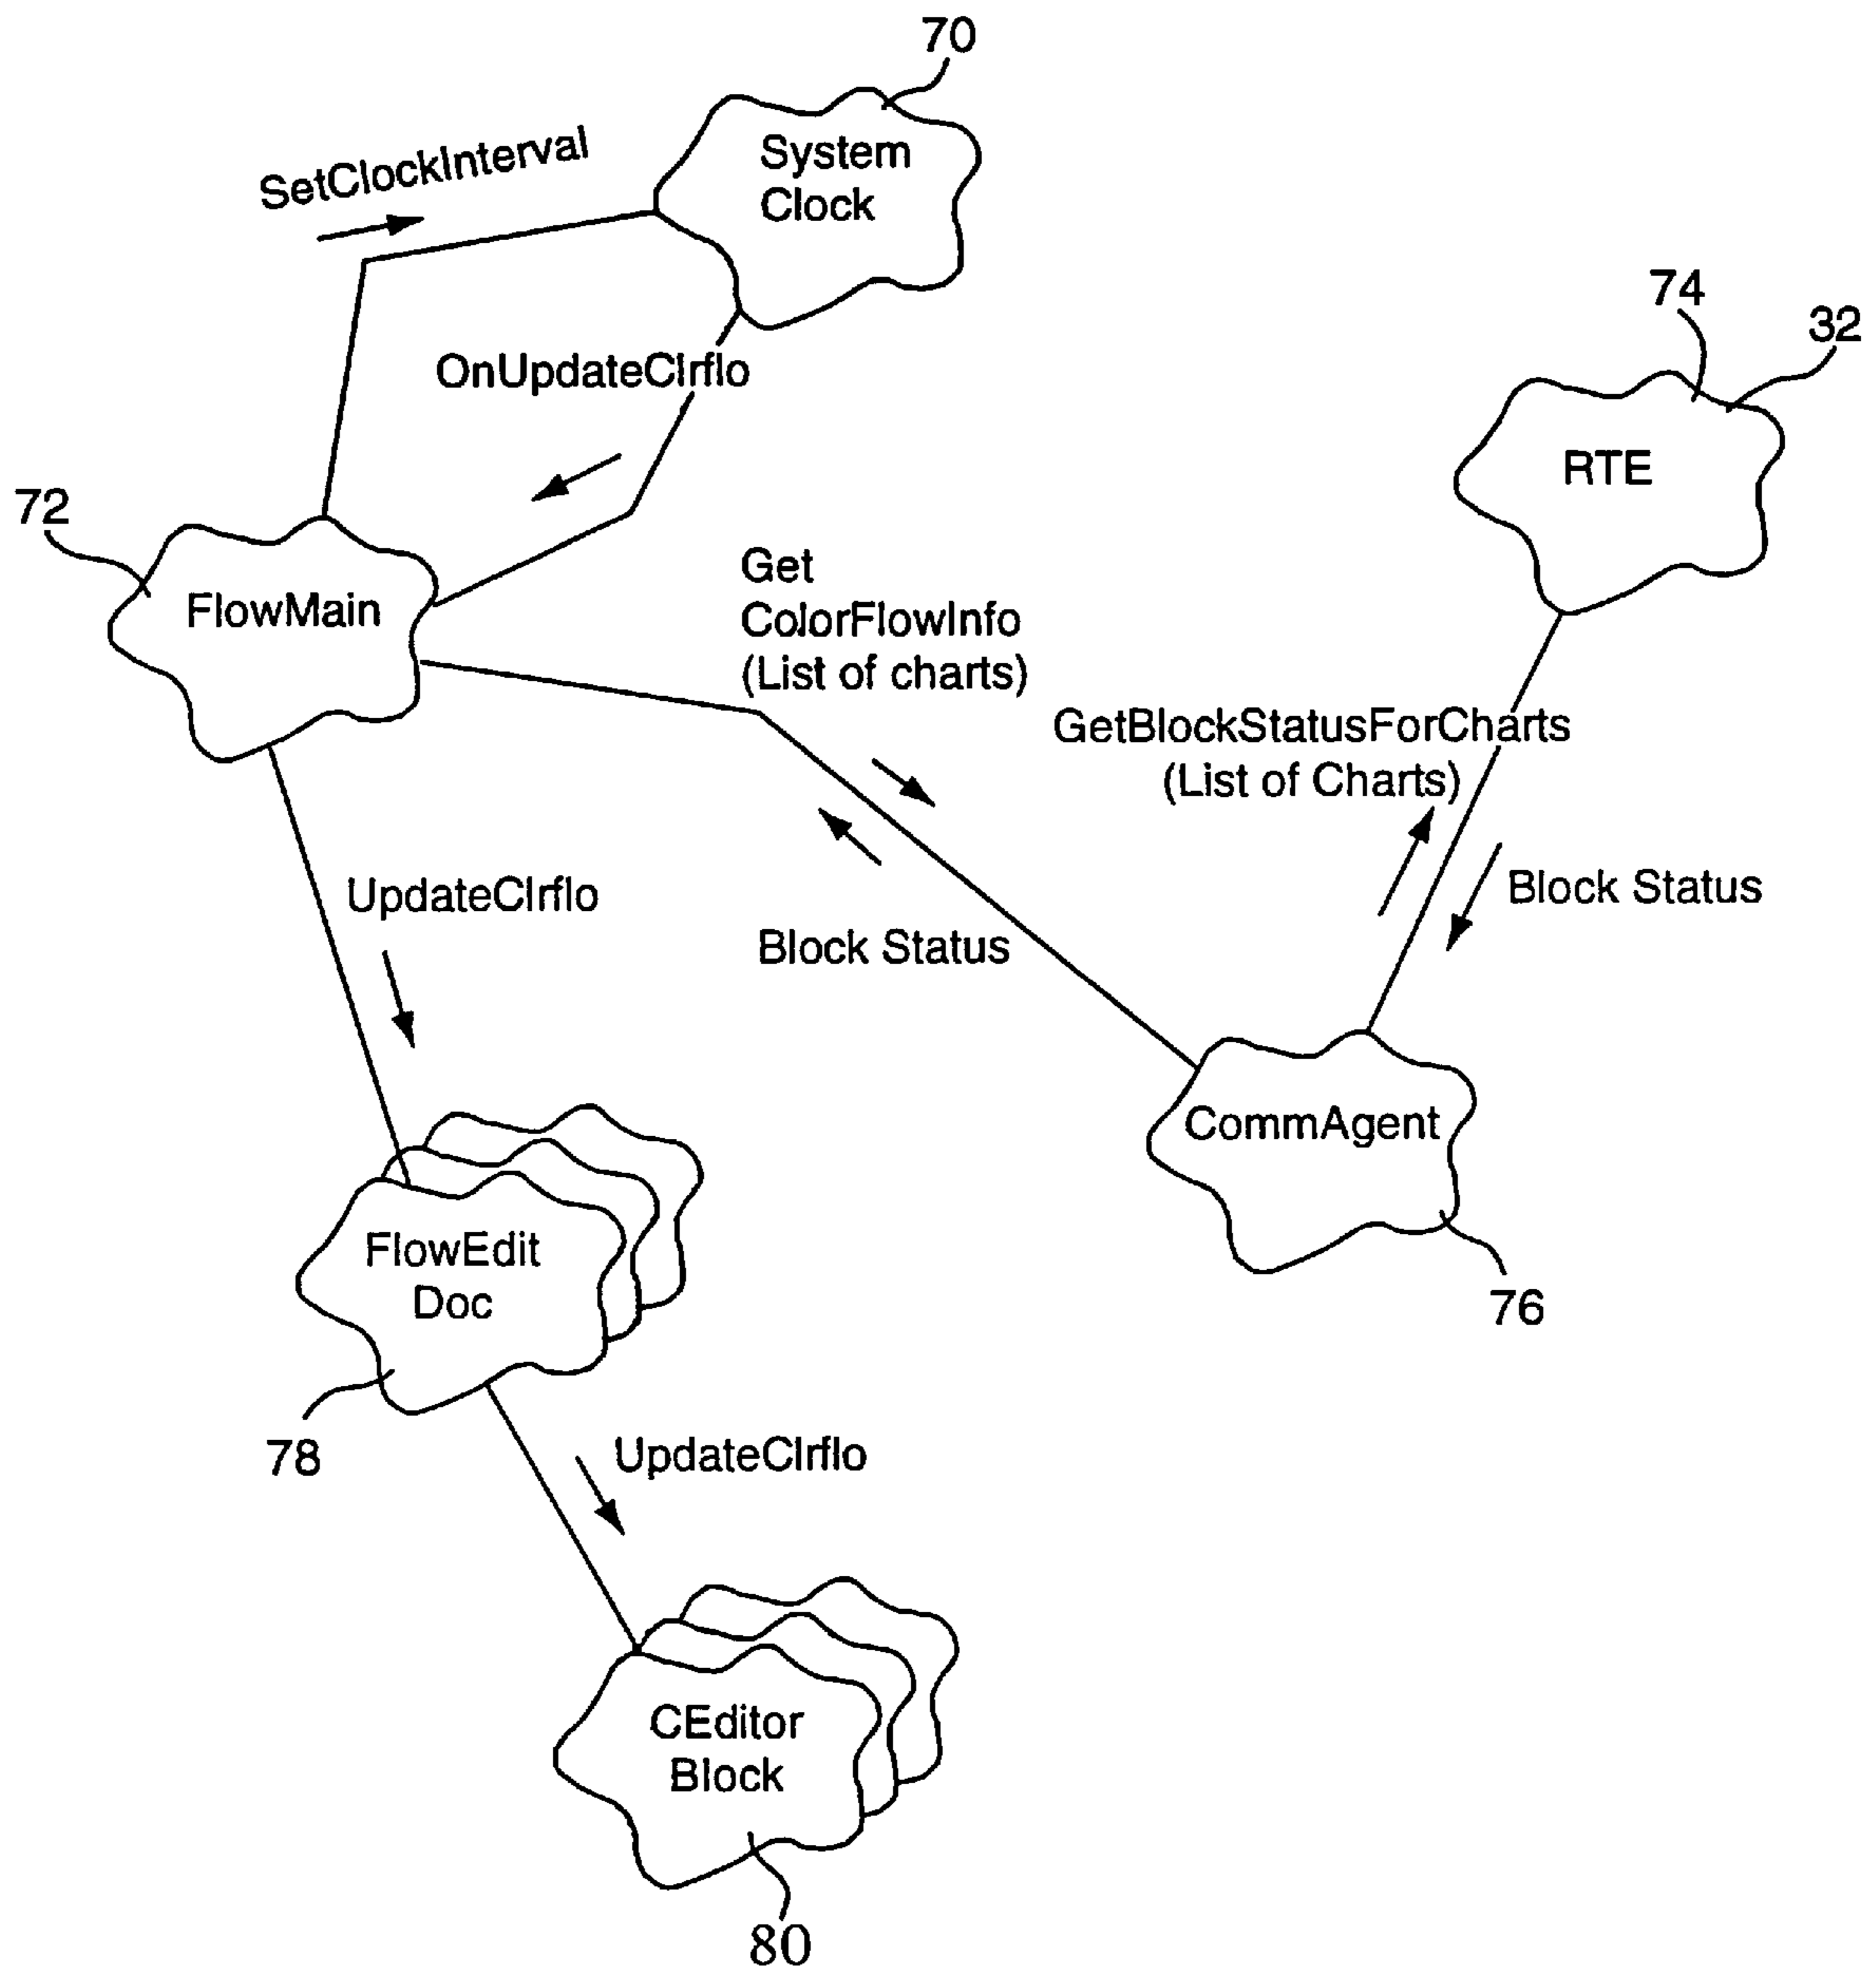 70
System
Clock
SetClockInterval
OnUpdateClrflo
74
32
RTE
72
FlowMain
Get
ColorFlowInfo
(List of charts)
GetBlockStatusForCharts
(List of Charts)
Block Status
UpdateClrflo
Block Status
CommAgent
76
FlowEdit
Doc
78
UpdateClrflo
CEditor
Block
80